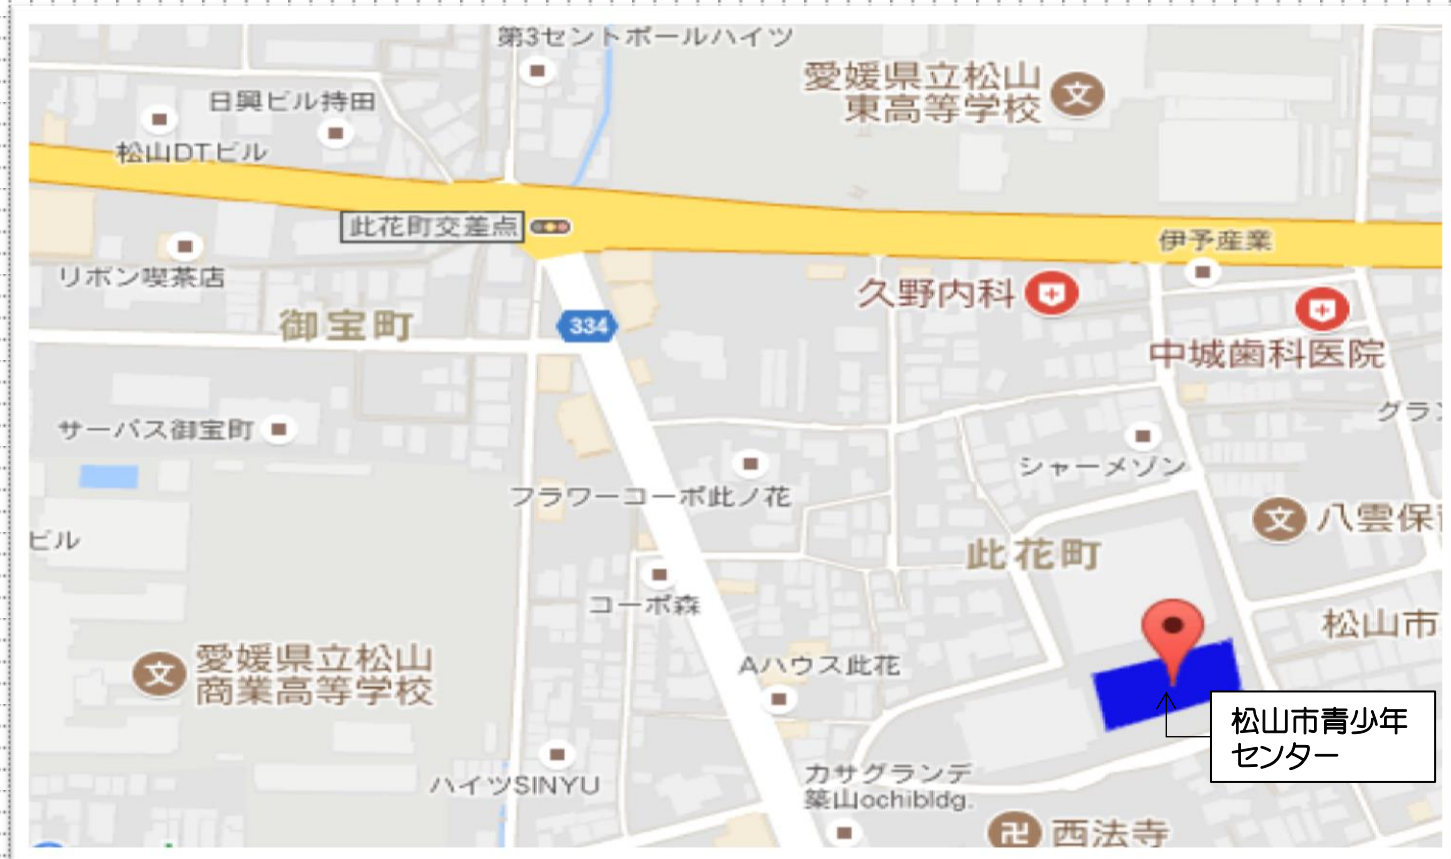 第3セントポールハイツ
愛媛県立松山
東高等学校
日興ビル持田
松山DTビル
此花町交差点
伊予産業
リボン喫茶店
久野内科
御宝町
334
中城歯科医院
グラン
サーパス御宝町
シャーメゾン
フラワーコーポ此ノ花
八雲保育
ビル
此花町
コーポ森
松山市
愛媛県立松山
商業高等学校
Aハウス此花
松山市青少年
センター
ハイツSINYU
カサグランデ
築山ochibldg.
西法寺